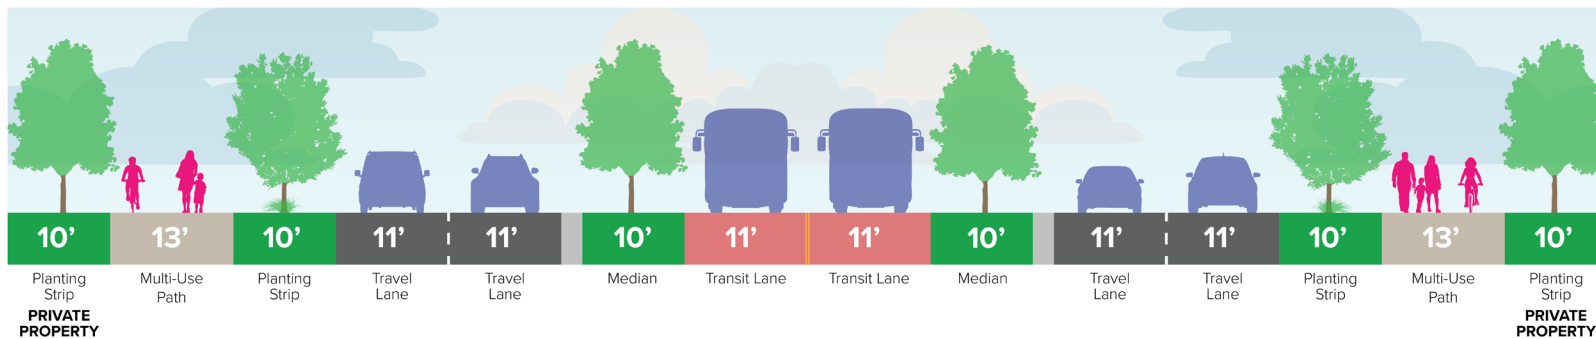 10’ 13’ 10’ 11’ 11’ 10’ 11’ 11’ 10’ 11’ 11’ 10’ 13’ 10’
Planting Multi-Use Planting Travel Travel Median Transit Lane Transit Lane Median Travel Travel Planting Multi-Use Planting
Strip Path Strip Lane Lane Lane Lane Strip Path Strip
PRIVATE PRIVATE
PROPERTY PROPERTY